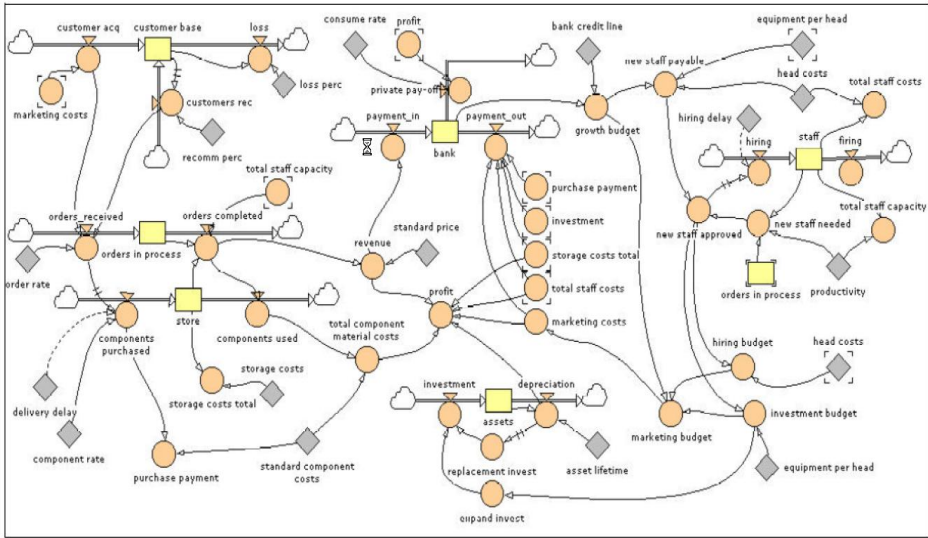 customer acq
customer base
loss
marketing costs
customers rec
loss perc
recomm perc
consume rate
profit
private pay-off
bank credit line
equipment per head
new staff payable
head costs
total staff costs
payment_in
payment_out
bank
growth budget
hiring delay
hiring
staff
firing
total staff capacity
orders_received
orders completed
orders in process
order rate
revenue
standard price
purchase payment
investment
storage costs total
total staff costs
marketing costs
profit
new staff approved
new staff needed
total staff capacity
orders in process
productivity
store
components
purchased
components used
total component
material costs
storage costs
storage costs total
delivery delay
component rate
purchase payment
standard component
costs
investment
assets
depreciation
replacement invest
asset lifetime
expand invest
hiring budget
head costs
marketing budget
investment budget
equipment per head